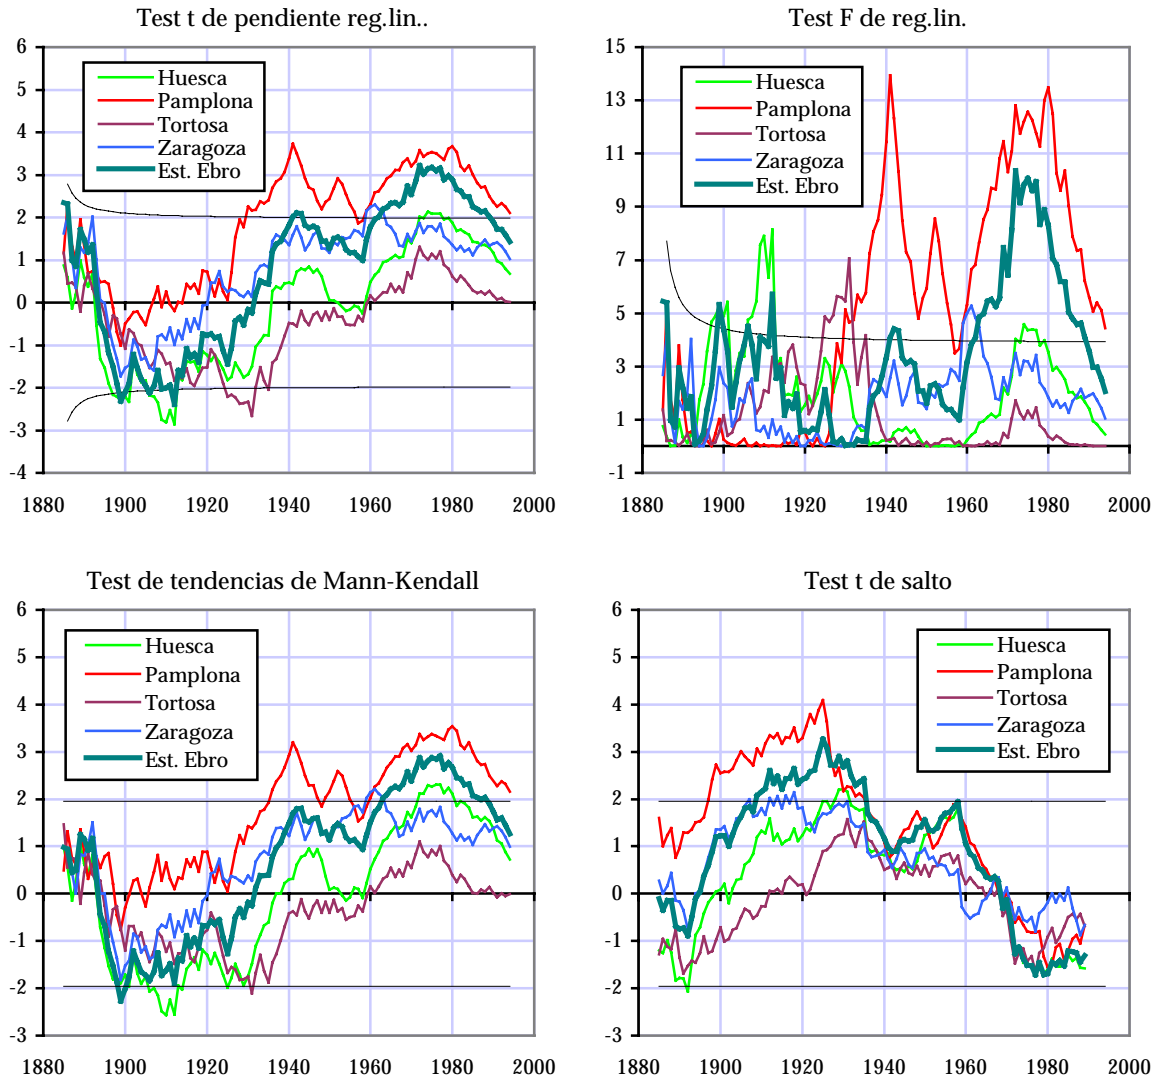 Test t de pendiente reg.lin..
6
5
4
3
2
1
0
-1
-2
-3
-4
1880 1900 1920 1940 1960 1980 2000
Huesca
Pamplona
Tortosa
Zaragoza
Est. Ebro
Test F de reg.lin.
15
13
11
9
7
5
3
1
-1
1880 1900 1920 1940 1960 1980 2000
Huesca
Pamplona
Tortosa
Zaragoza
Est. Ebro
Test de tendencias de Mann-Kendall
6
5
4
3
2
1
0
-1
-2
-3
1880 1900 1920 1940 1960 1980 2000
Huesca
Pamplona
Tortosa
Zaragoza
Est. Ebro
Test t de salto
6
5
4
3
2
1
0
-1
-2
-3
1880 1900 1920 1940 1960 1980 2000
Huesca
Pamplona
Tortosa
Zaragoza
Est. Ebro